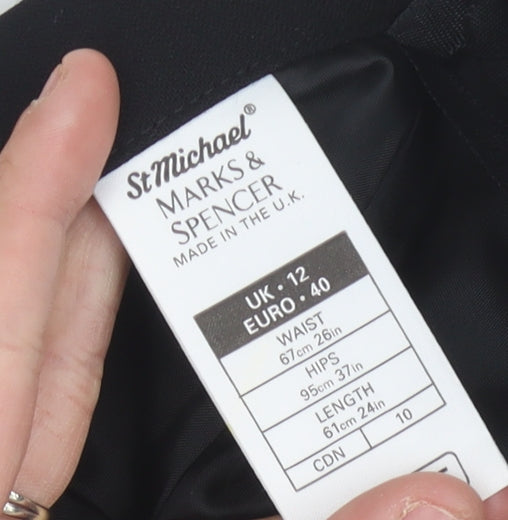 St Michael®
MARKS &
SPENCER
MADE IN THE U.K.
UK • 12
EURO • 40
WAIST
67cm 26in
HIPS
95cm 37in
LENGTH
61cm 24in
CDN 10